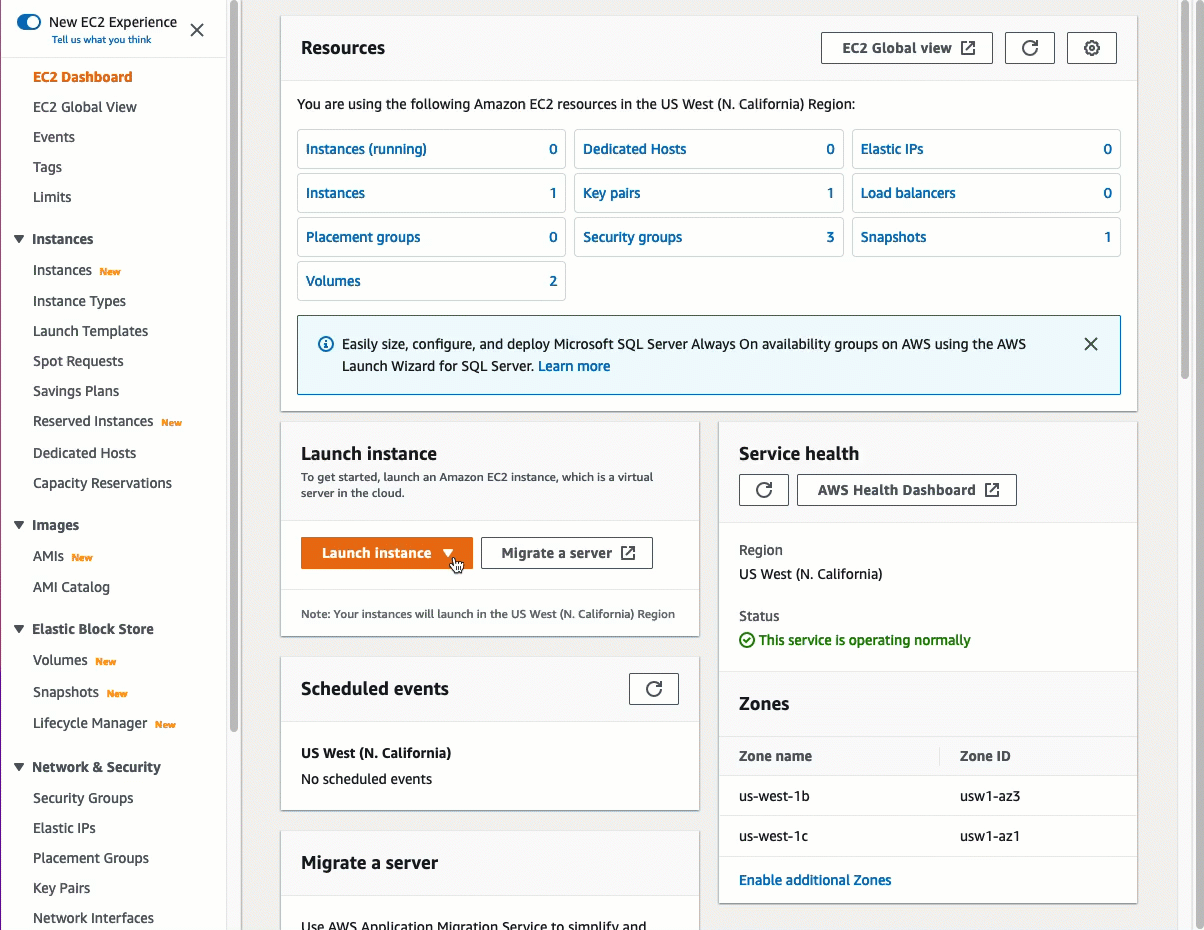 New EC2 Experience
Tell us what you think
EC2 Dashboard
EC2 Global View
Events
Tags
Limits
Instances
Instances New
Instance Types
Launch Templates
Spot Requests
Savings Plans
Reserved Instances New
Dedicated Hosts
Capacity Reservations
Images
AMIs New
AMI Catalog
Elastic Block Store
Volumes New
Snapshots New
Lifecycle Manager New
Network & Security
Security Groups
Elastic IPs
Placement Groups
Key Pairs
Network Interfaces
Resources
EC2 Global view
You are using the following Amazon EC2 resources in the US West (N. California) Region:
Instances (running) 0
Dedicated Hosts 0
Elastic IPs 0
Instances 1
Key pairs 1
Load balancers 0
Placement groups 0
Security groups 3
Snapshots 1
Volumes 2
Easily size, configure, and deploy Microsoft SQL Server Always On availability groups on AWS using the AWS
Launch Wizard for SQL Server. Learn more
Launch instance
To get started, launch an Amazon EC2 instance, which is a virtual
server in the cloud.
Launch instance
Migrate a server
Note: Your instances will launch in the US West (N. California) Region
Scheduled events
US West (N. California)
No scheduled events
Migrate a server
Use AWS Application Migration Service to simplify and
Service health
AWS Health Dashboard
Region
US West (N. California)
Status
This service is operating normally
Zones
Zone name Zone ID
us-west-1b usw1-az3
us-west-1c usw1-az1
Enable additional Zones